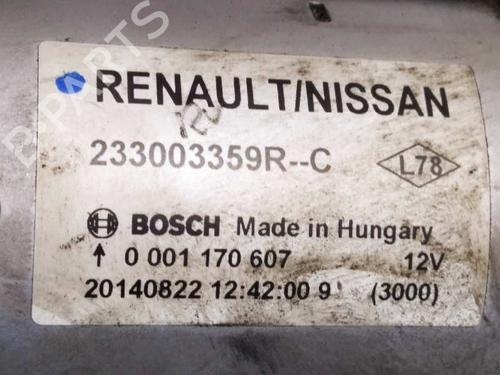 RENAULT/NISSAN
233003359R--C
L78
BOSCH Made in Hungary
0 001 170 607 12V
20140822 12:42:00 9 (3000)